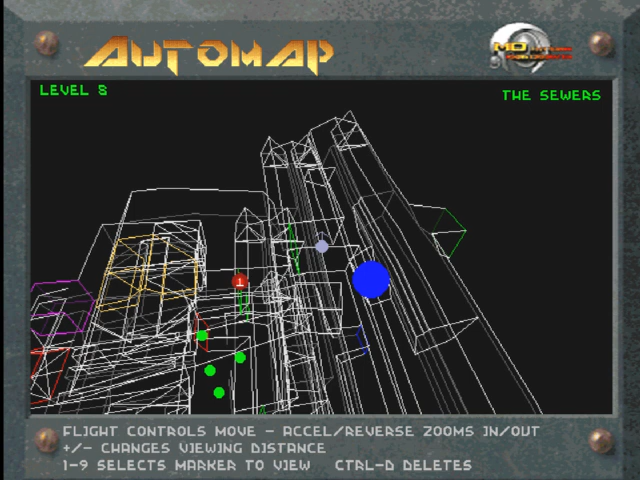 AUTOMAP
LEVEL 8
THE SEWERS
1
FLIGHT CONTROLS MOVE - ACCEL/REVERSE ZOOMS IN/OUT
+/- CHANGES VIEWING DISTANCE
1-9 SELECTS MARKER TO VIEW CTRL-D DELETES